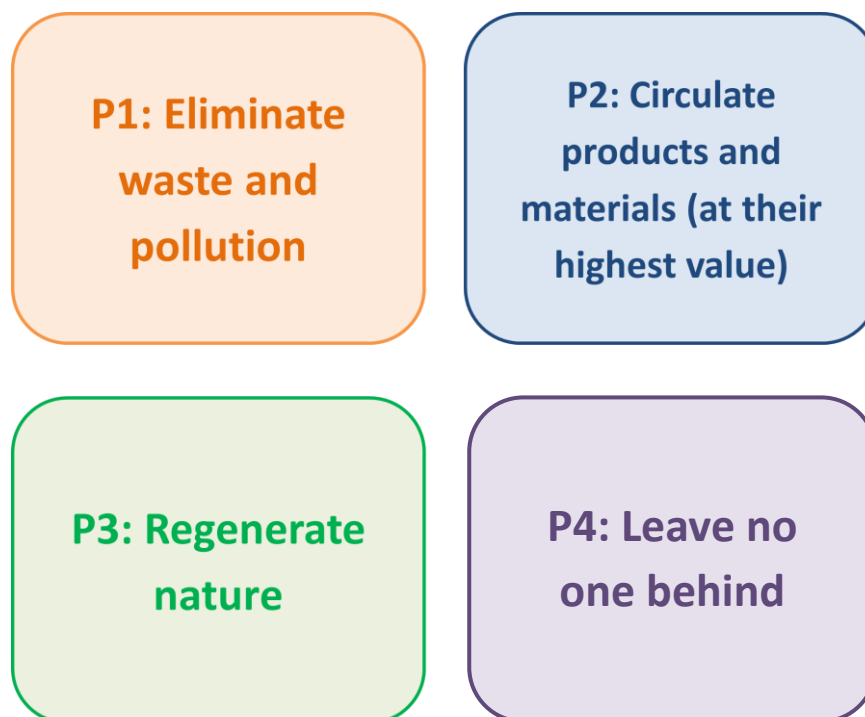 P1: Eliminate
waste and
pollution
P2: Circulate
products and
materials (at their
highest value)
P3: Regenerate
nature
P4: Leave no
one behind